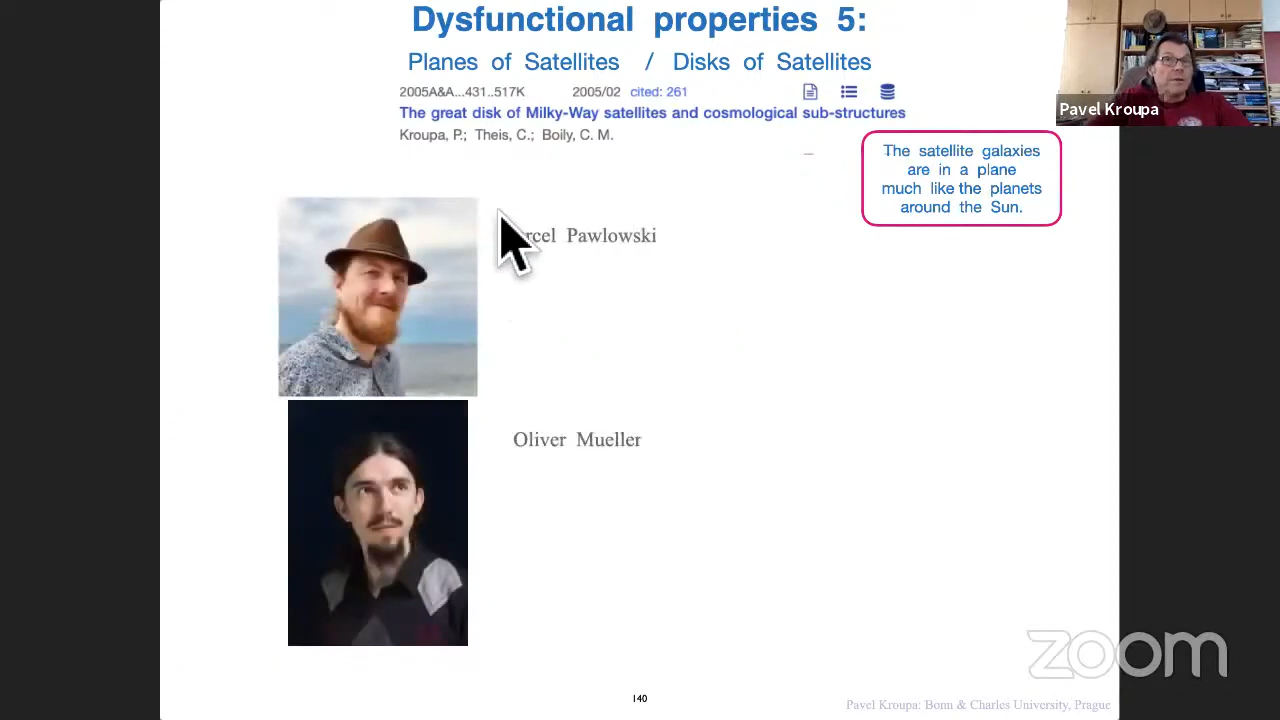 Dysfunctional properties 5:
Planes of Satellites / Disks of Satellites
2005A&A...431..517K 2005/02 cited: 261
The great disk of Milky-Way satellites and cosmological sub-structures
Kroupa, P.; Theis, C.; Boily, C. M.
Pavel Kroupa
The satellite galaxies
are in a plane
much like the planets
around the Sun.
rcel Pawlowski
Oliver Mueller
zoom
140
Pavel Kroupa: Bonn & Charles University, Prague